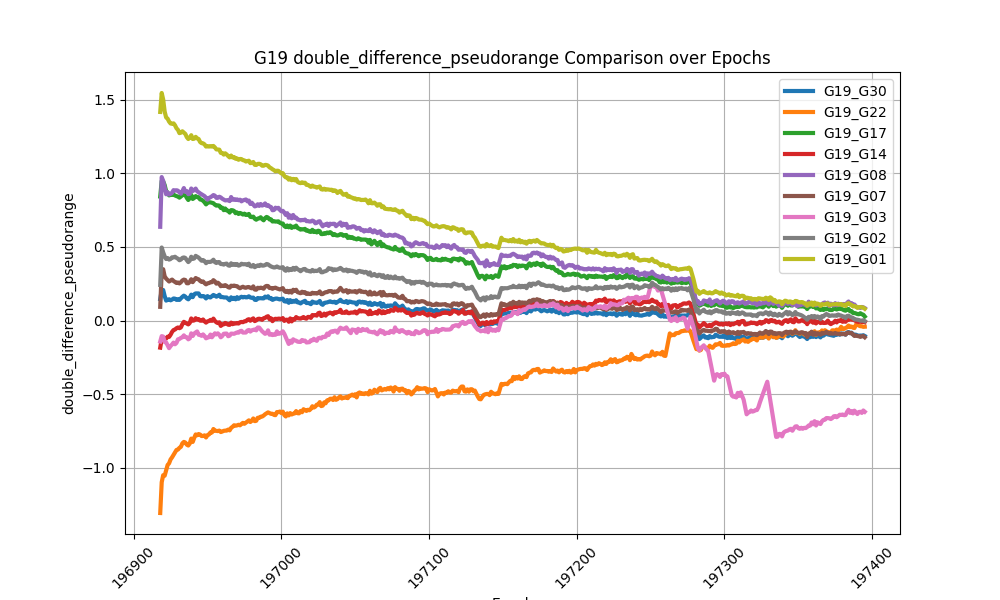 G19 double_difference_pseudorange Comparison over Epochs
double_difference_pseudorange
1.5
1.0
0.5
0.0
−0.5
−1.0
196900
197000
197100
197200
197300
197400
G19_G30
G19_G22
G19_G17
G19_G14
G19_G08
G19_G07
G19_G03
G19_G02
G19_G01